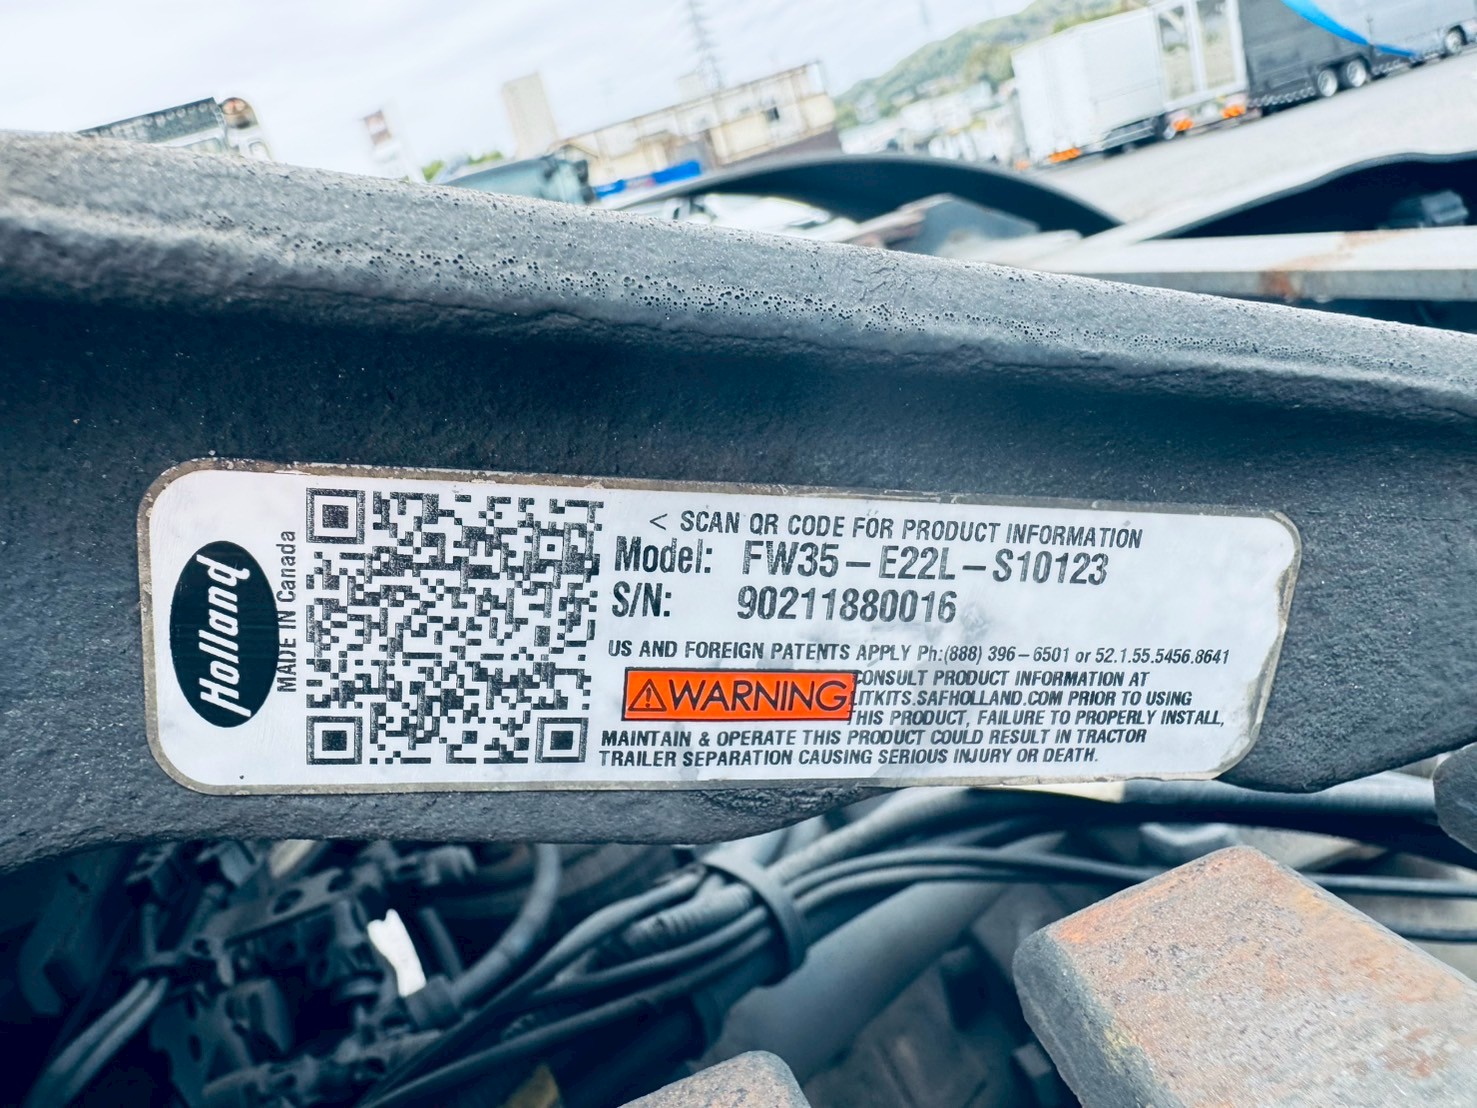 Holland
MADE IN Canada
< SCAN QR CODE FOR PRODUCT INFORMATION
Model: FW35-E22L-S10123
S/N: 90211880016
US AND FOREIGN PATENTS APPLY Ph:(888) 396-6501 or 52.1.55.5456.8641
WARNING
CONSULT PRODUCT INFORMATION AT
LITKITS.SAFHOLLAND.COM PRIOR TO USING
THIS PRODUCT, FAILURE TO PROPERLY INSTALL,
MAINTAIN & OPERATE THIS PRODUCT COULD RESULT IN TRACTOR
TRAILER SEPARATION CAUSING SERIOUS INJURY OR DEATH.